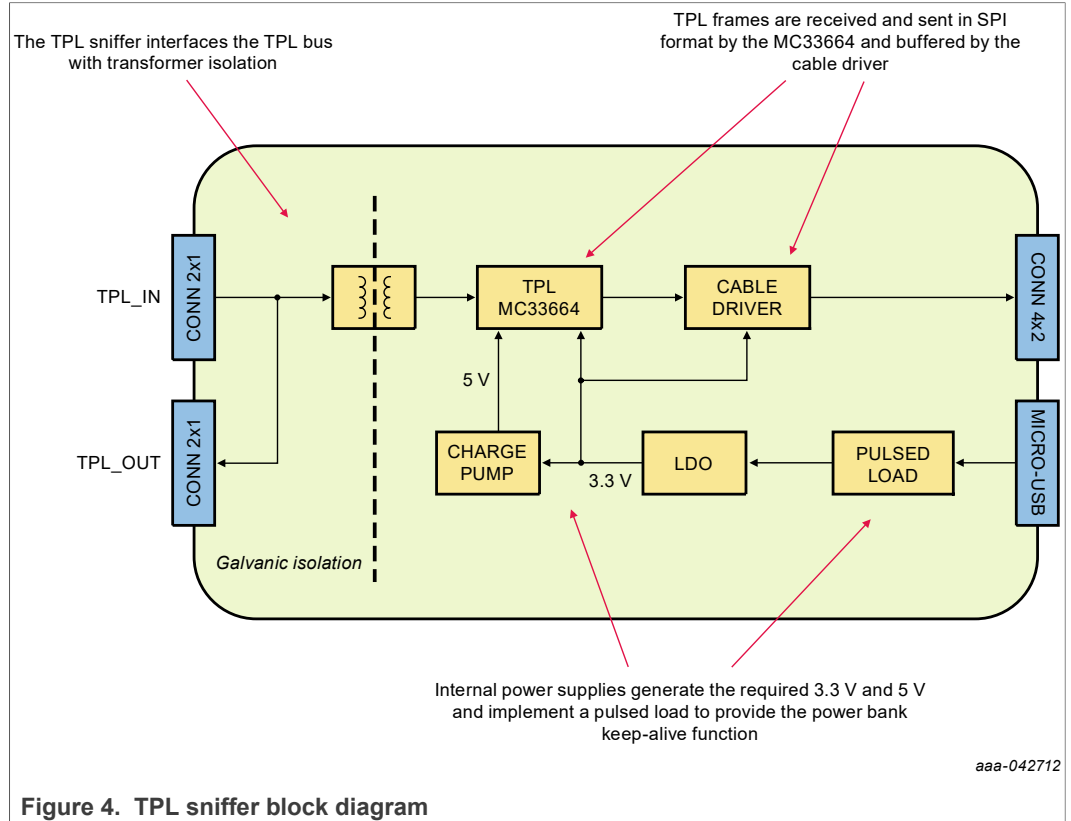 The TPL sniffer interfaces the TPL bus
with transformer isolation
TPL frames are received and sent in SPI
format by the MC33664 and buffered by the
cable driver
TPL_IN
CONN 2x1
TPL
MC33664
CABLE
DRIVER
CONN 4x2
5 V
TPL_OUT
CONN 2x1
CHARGE
PUMP
3.3 V
LDO
PULSED
LOAD
MICRO-USB
Galvanic isolation
Internal power supplies generate the required 3.3 V and 5 V
and implement a pulsed load to provide the power bank
keep-alive function
aaa-042712
Figure 4. TPL sniffer block diagram